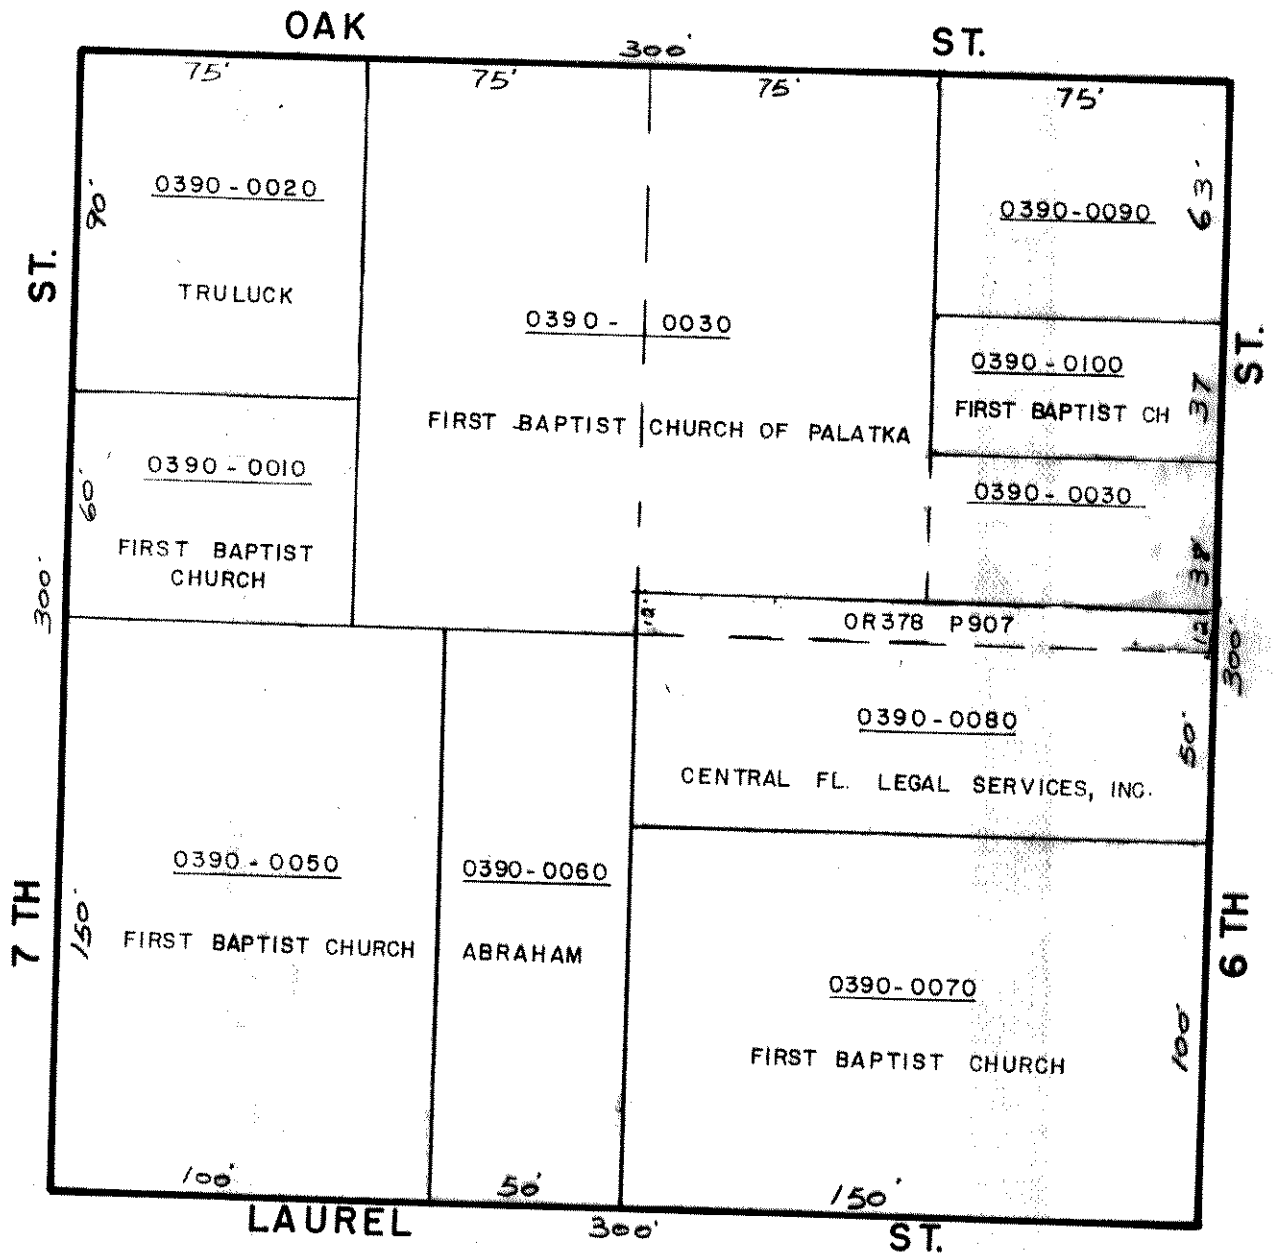 OAK ST.
300'
75' 75' 75' 75'
90'
0390-0020
TRULUCK
ST.
0390-0030
FIRST BAPTIST CHURCH OF PALATKA
0390-0090
63'
0390-0100
FIRST BAPTIST CH
37
ST.
0390-0030
38
60'
0390-0010
FIRST BAPTIST
CHURCH
300'
12'
OR378 P907
12'
300'
0390-0080
50'
CENTRAL FL. LEGAL SERVICES, INC.
7 TH
150'
0390-0050
FIRST BAPTIST CHURCH
0390-0060
ABRAHAM
0390-0070
FIRST BAPTIST CHURCH
6 TH
100'
100' 50' 150'
LAUREL ST.
300'